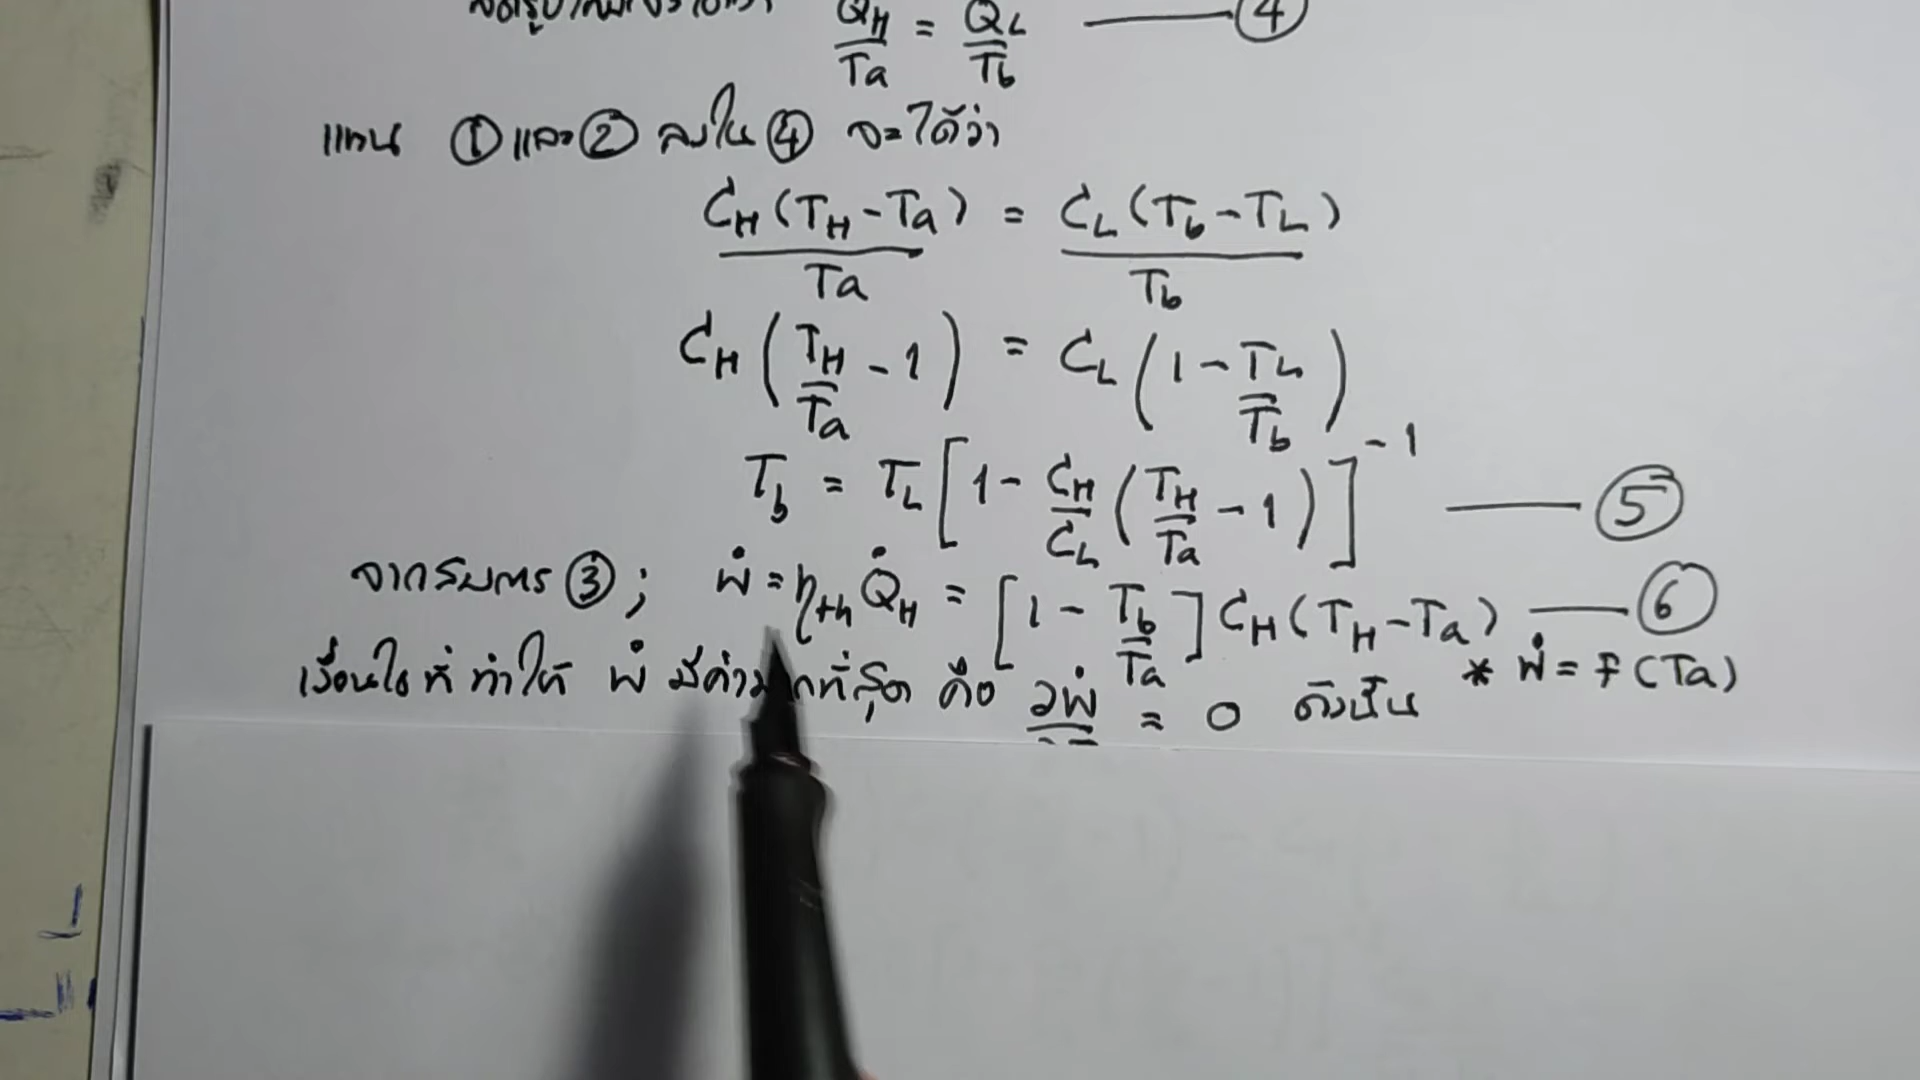 Q_H/Ta = Q_L/Tb —— ④
แทน ① และ ② ลงใน ④ จะได้ว่า
C_H(T_H-Ta)/Ta = C_L(Tb-T_L)/Tb
C_H(T_H/Ta - 1) = C_L(1 - T_L/Tb)
Tb = T_L[1 - C_H/C_L(T_H/Ta - 1)]⁻¹ —— ⑤
จากสมการ ③; Ẇ = η_th Q̇_H = [1 - Tb/Ta] C_H(T_H-Ta) —— ⑥
* Ẇ = f(Ta)
เงื่อนไขที่ทำให้ Ẇ มีค่ามากที่สุด คือ ∂Ẇ = 0 ดังนั้น